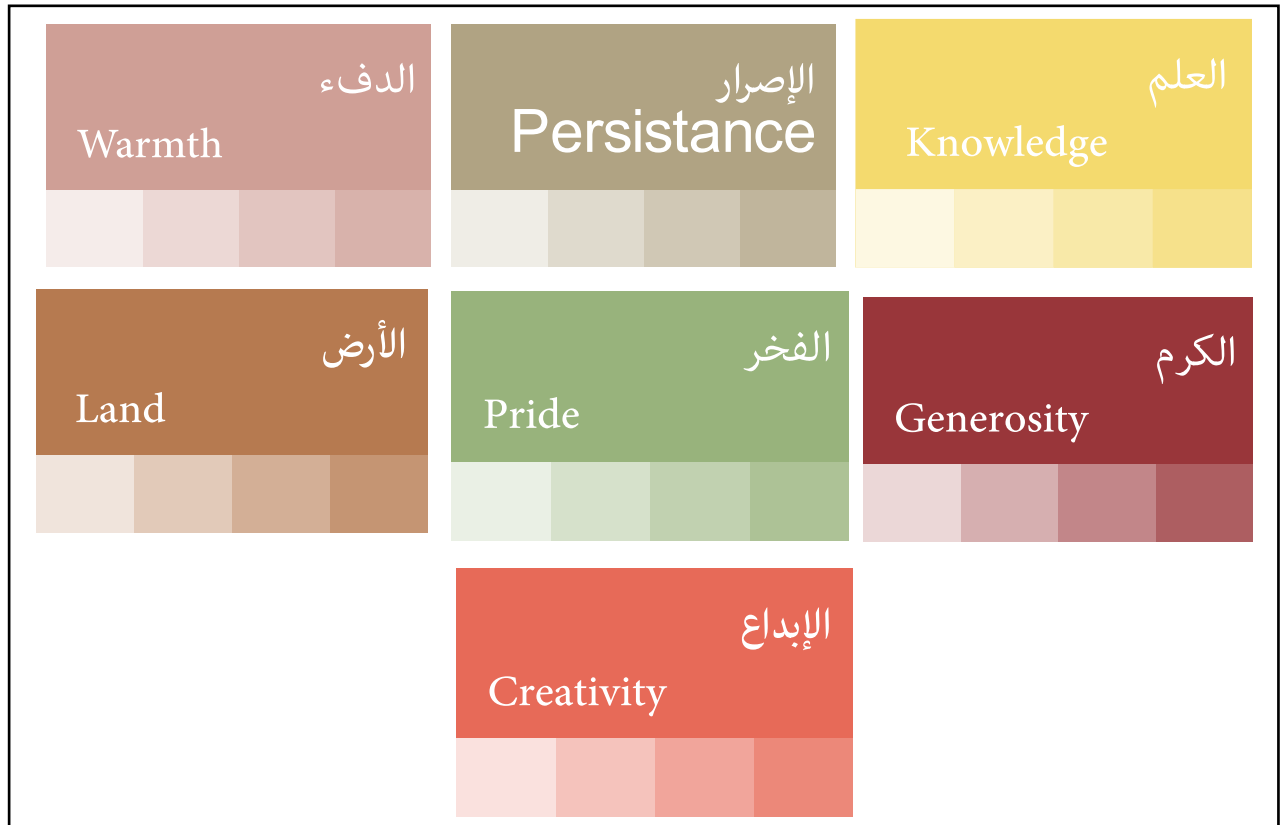 الدفء
Warmth
الإصرار
Persistance
العلم
Knowledge
الأرض
Land
الفخر
Pride
الكرم
Generosity
الإبداع
Creativity